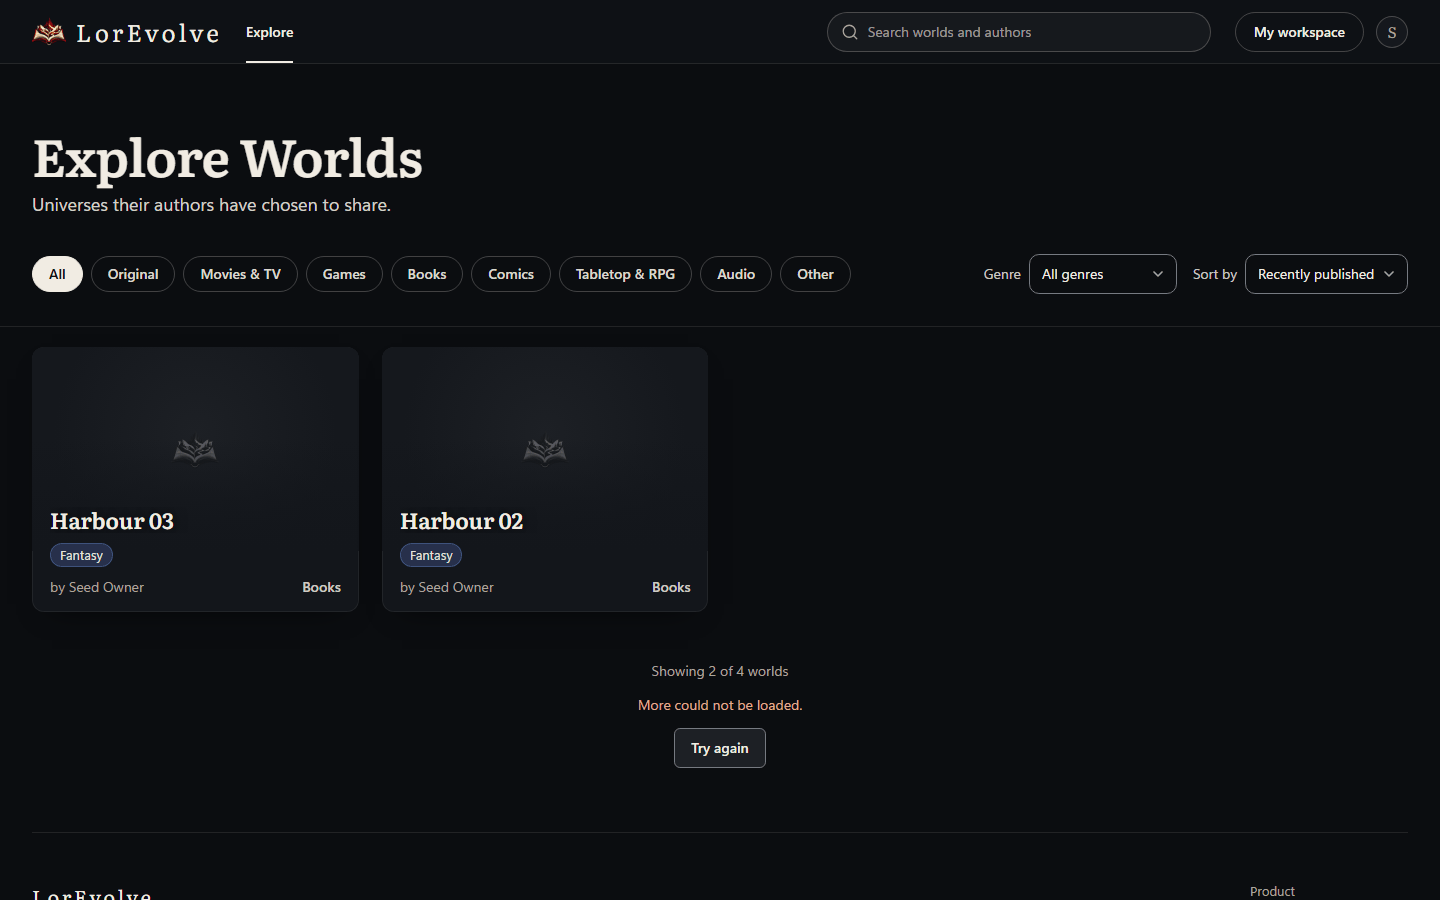 LorEvolve
Explore
Search worlds and authors
My workspace
S
Explore Worlds
Universes their authors have chosen to share.
All
Original
Movies & TV
Games
Books
Comics
Tabletop & RPG
Audio
Other
Genre
All genres
Sort by
Recently published
Harbour 03
Fantasy
by Seed Owner
Books
Harbour 02
Fantasy
by Seed Owner
Books
Showing 2 of 4 worlds
More could not be loaded.
Try again
LorEvolve
Product